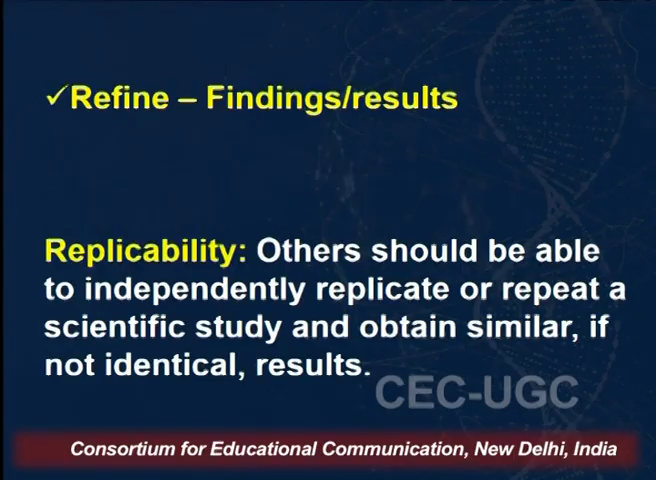 ✓Refine – Findings/results
Replicability: Others should be able
to independently replicate or repeat a
scientific study and obtain similar, if
not identical, results.
CEC-UGC
Consortium for Educational Communication, New Delhi, India